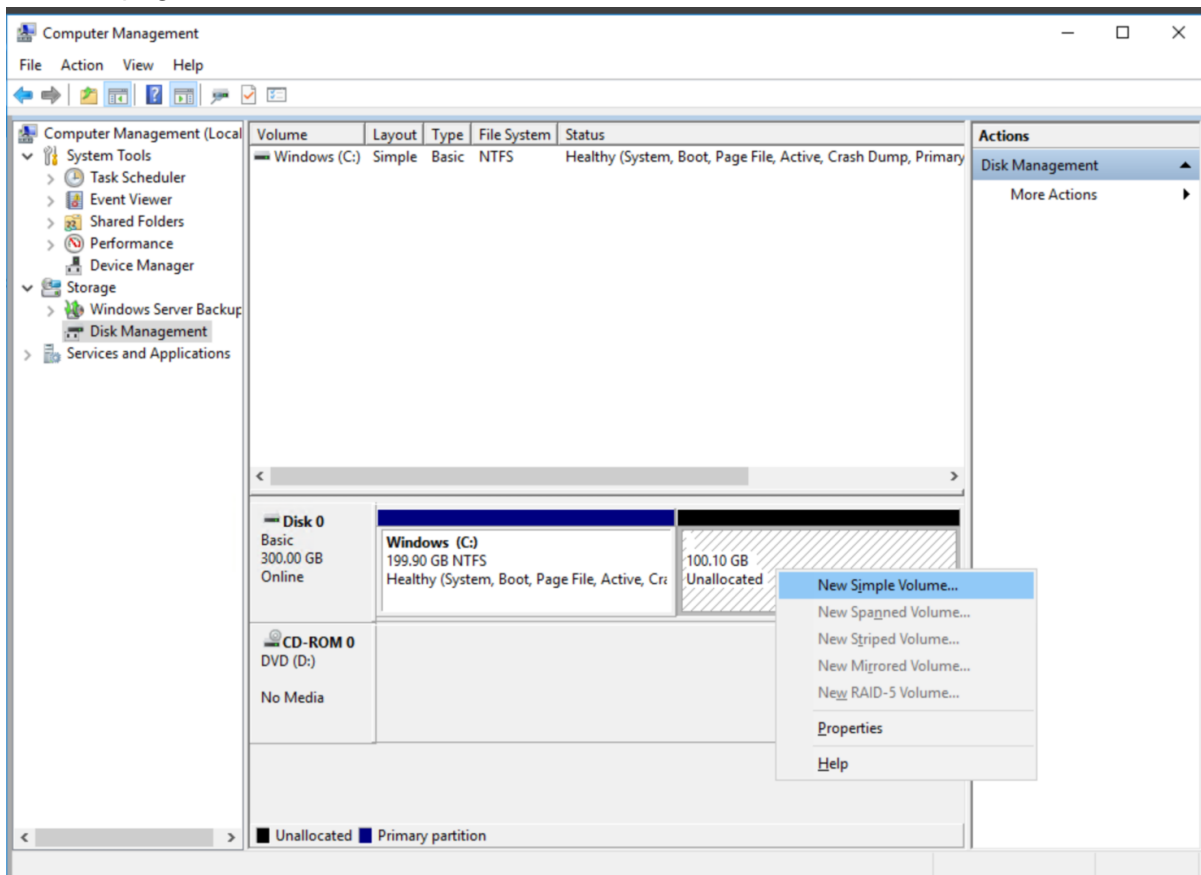 Computer Management
File Action View Help
Computer Management (Local
System Tools
Task Scheduler
Event Viewer
Shared Folders
Performance
Device Manager
Storage
Windows Server Backup
Disk Management
Services and Applications
Volume Layout Type File System Status
Windows (C:) Simple Basic NTFS Healthy (System, Boot, Page File, Active, Crash Dump, Primary
Actions
Disk Management
More Actions
Disk 0
Basic
300.00 GB
Online
Windows (C:)
199.90 GB NTFS
Healthy (System, Boot, Page File, Active, Cra
100.10 GB
Unallocated
New Simple Volume...
New Spanned Volume...
New Striped Volume...
New Mirrored Volume...
New RAID-5 Volume...
Properties
Help
CD-ROM 0
DVD (D:)
No Media
Unallocated Primary partition